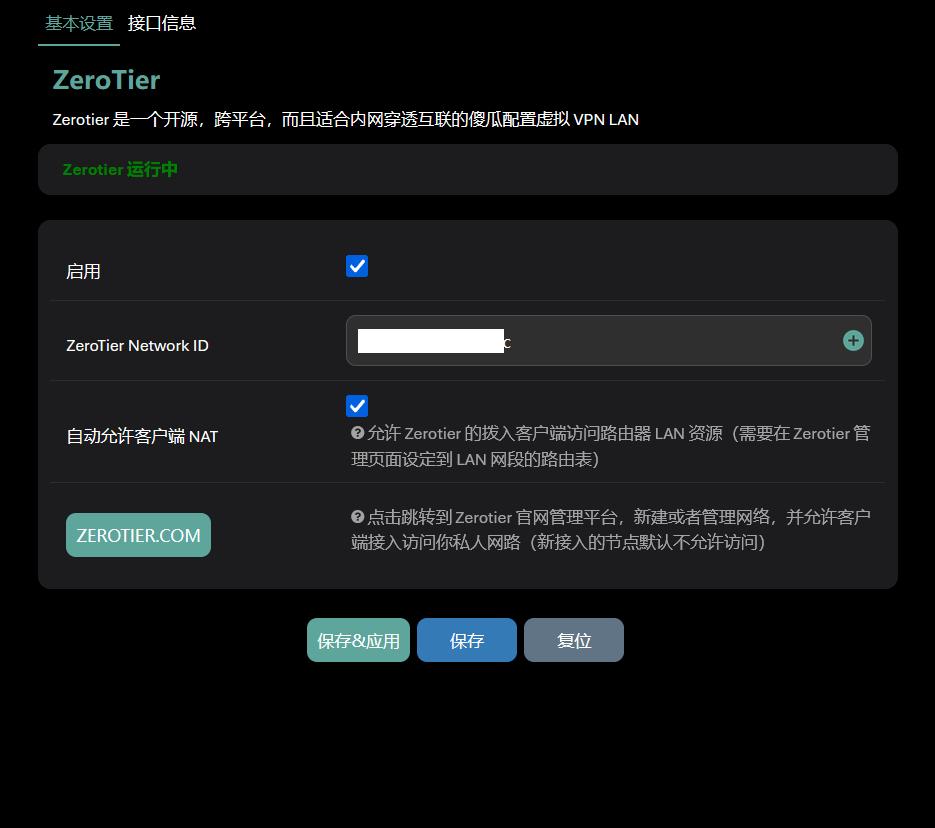 基本设置 接口信息
ZeroTier
Zerotier 是一个开源，跨平台，而且适合内网穿透互联的傻瓜配置虚拟 VPN LAN
Zerotier 运行中
启用
ZeroTier Network ID
c
自动允许客户端 NAT
允许 Zerotier 的拨入客户端访问路由器 LAN 资源（需要在 Zerotier 管
理页面设定到 LAN 网段的路由表）
ZEROTIER.COM
点击跳转到 Zerotier 官网管理平台，新建或者管理网络，并允许客户
端接入访问你私人网路（新接入的节点默认不允许访问）
保存&应用 保存 复位